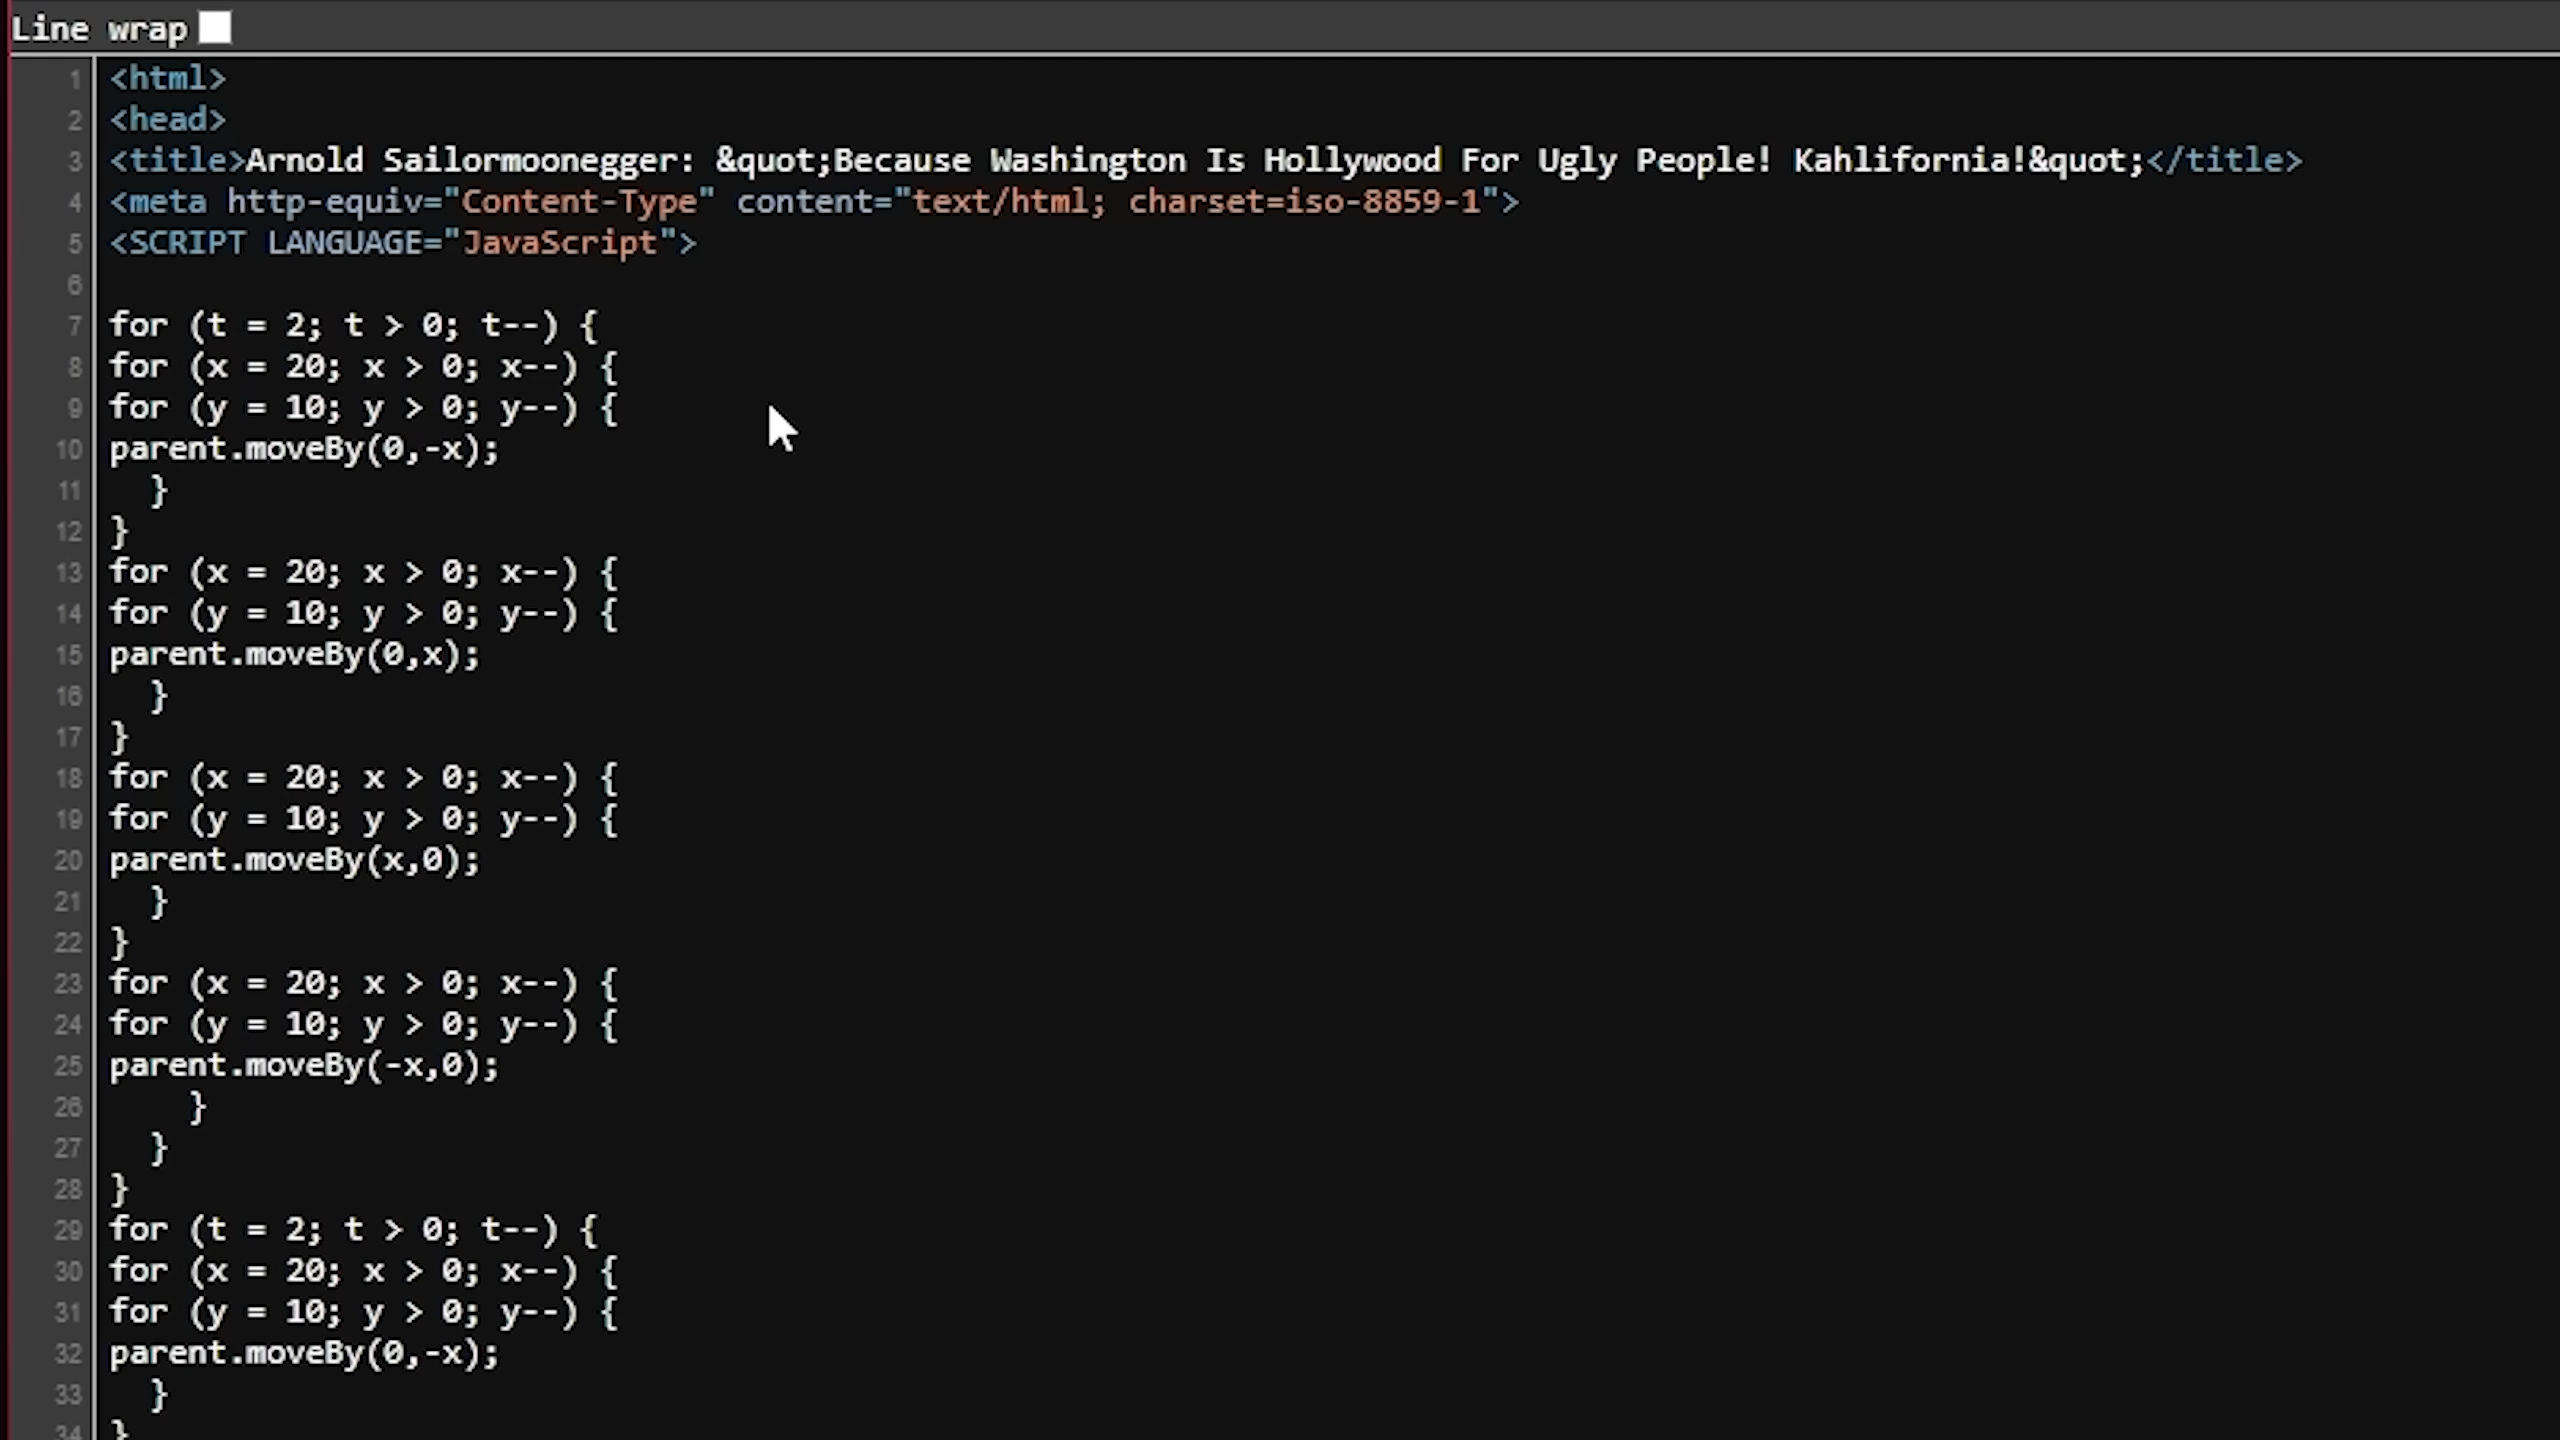 Line wrap
1 <html>
2 <head>
3 <title>Arnold Sailormoonegger: &quot;Because Washington Is Hollywood For Ugly People! Kahlifornia!&quot;</title>
4 <meta http-equiv="Content-Type" content="text/html; charset=iso-8859-1">
5 <SCRIPT LANGUAGE="JavaScript">
6
7 for (t = 2; t > 0; t--) {
8 for (x = 20; x > 0; x--) {
9 for (y = 10; y > 0; y--) {
10 parent.moveBy(0,-x);
11   }
12 }
13 for (x = 20; x > 0; x--) {
14 for (y = 10; y > 0; y--) {
15 parent.moveBy(0,x);
16   }
17 }
18 for (x = 20; x > 0; x--) {
19 for (y = 10; y > 0; y--) {
20 parent.moveBy(x,0);
21   }
22 }
23 for (x = 20; x > 0; x--) {
24 for (y = 10; y > 0; y--) {
25 parent.moveBy(-x,0);
26     }
27   }
28 }
29 for (t = 2; t > 0; t--) {
30 for (x = 20; x > 0; x--) {
31 for (y = 10; y > 0; y--) {
32 parent.moveBy(0,-x);
33   }
34 }